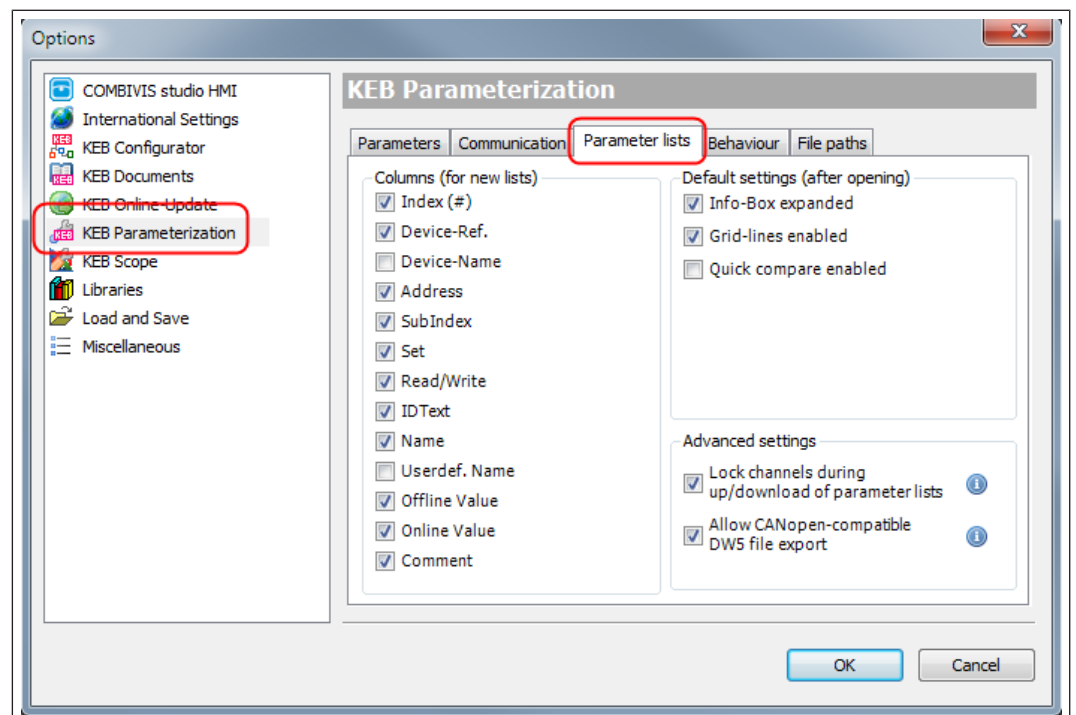 Options
COMBIVIS studio HMI
International Settings
KEB Configurator
KEB Documents
KEB Online-Update
KEB Parameterization
KEB Scope
Libraries
Load and Save
Miscellaneous
KEB Parameterization
Parameters Communication Parameter lists Behaviour File paths
Columns (for new lists)
Index (#)
Device-Ref.
Device-Name
Address
SubIndex
Set
Read/Write
IDText
Name
Userdef. Name
Offline Value
Online Value
Comment
Default settings (after opening)
Info-Box expanded
Grid-lines enabled
Quick compare enabled
Advanced settings
Lock channels during
up/download of parameter lists
Allow CANopen-compatible
DW5 file export
OK Cancel